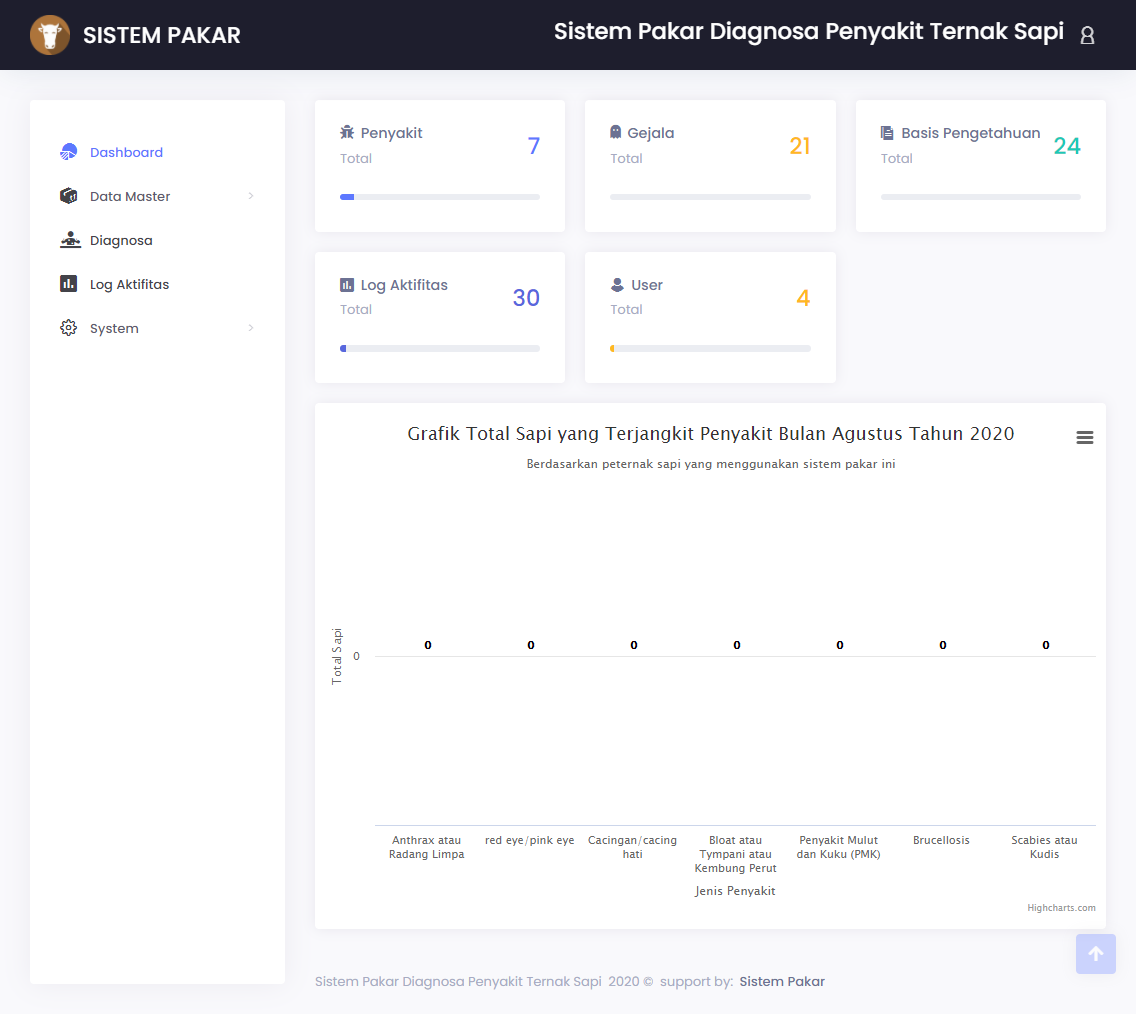 SISTEM PAKAR
Sistem Pakar Diagnosa Penyakit Ternak Sapi
Dashboard
Data Master
Diagnosa
Log Aktifitas
System
Penyakit
Total
7
Gejala
Total
21
Basis Pengetahuan
Total
24
Log Aktifitas
Total
30
User
Total
4
Grafik Total Sapi yang Terjangkit Penyakit Bulan Agustus Tahun 2020
Berdasarkan peternak sapi yang menggunakan sistem pakar ini
Total Sapi
0
0 0 0 0 0 0 0
Anthrax atau
Radang Limpa
red eye/pink eye
Cacingan/cacing
hati
Bloat atau
Tympani atau
Kembung Perut
Penyakit Mulut
dan Kuku (PMK)
Brucellosis
Scabies atau
Kudis
Jenis Penyakit
Highcharts.com
Sistem Pakar Diagnosa Penyakit Ternak Sapi 2020 © support by: Sistem Pakar